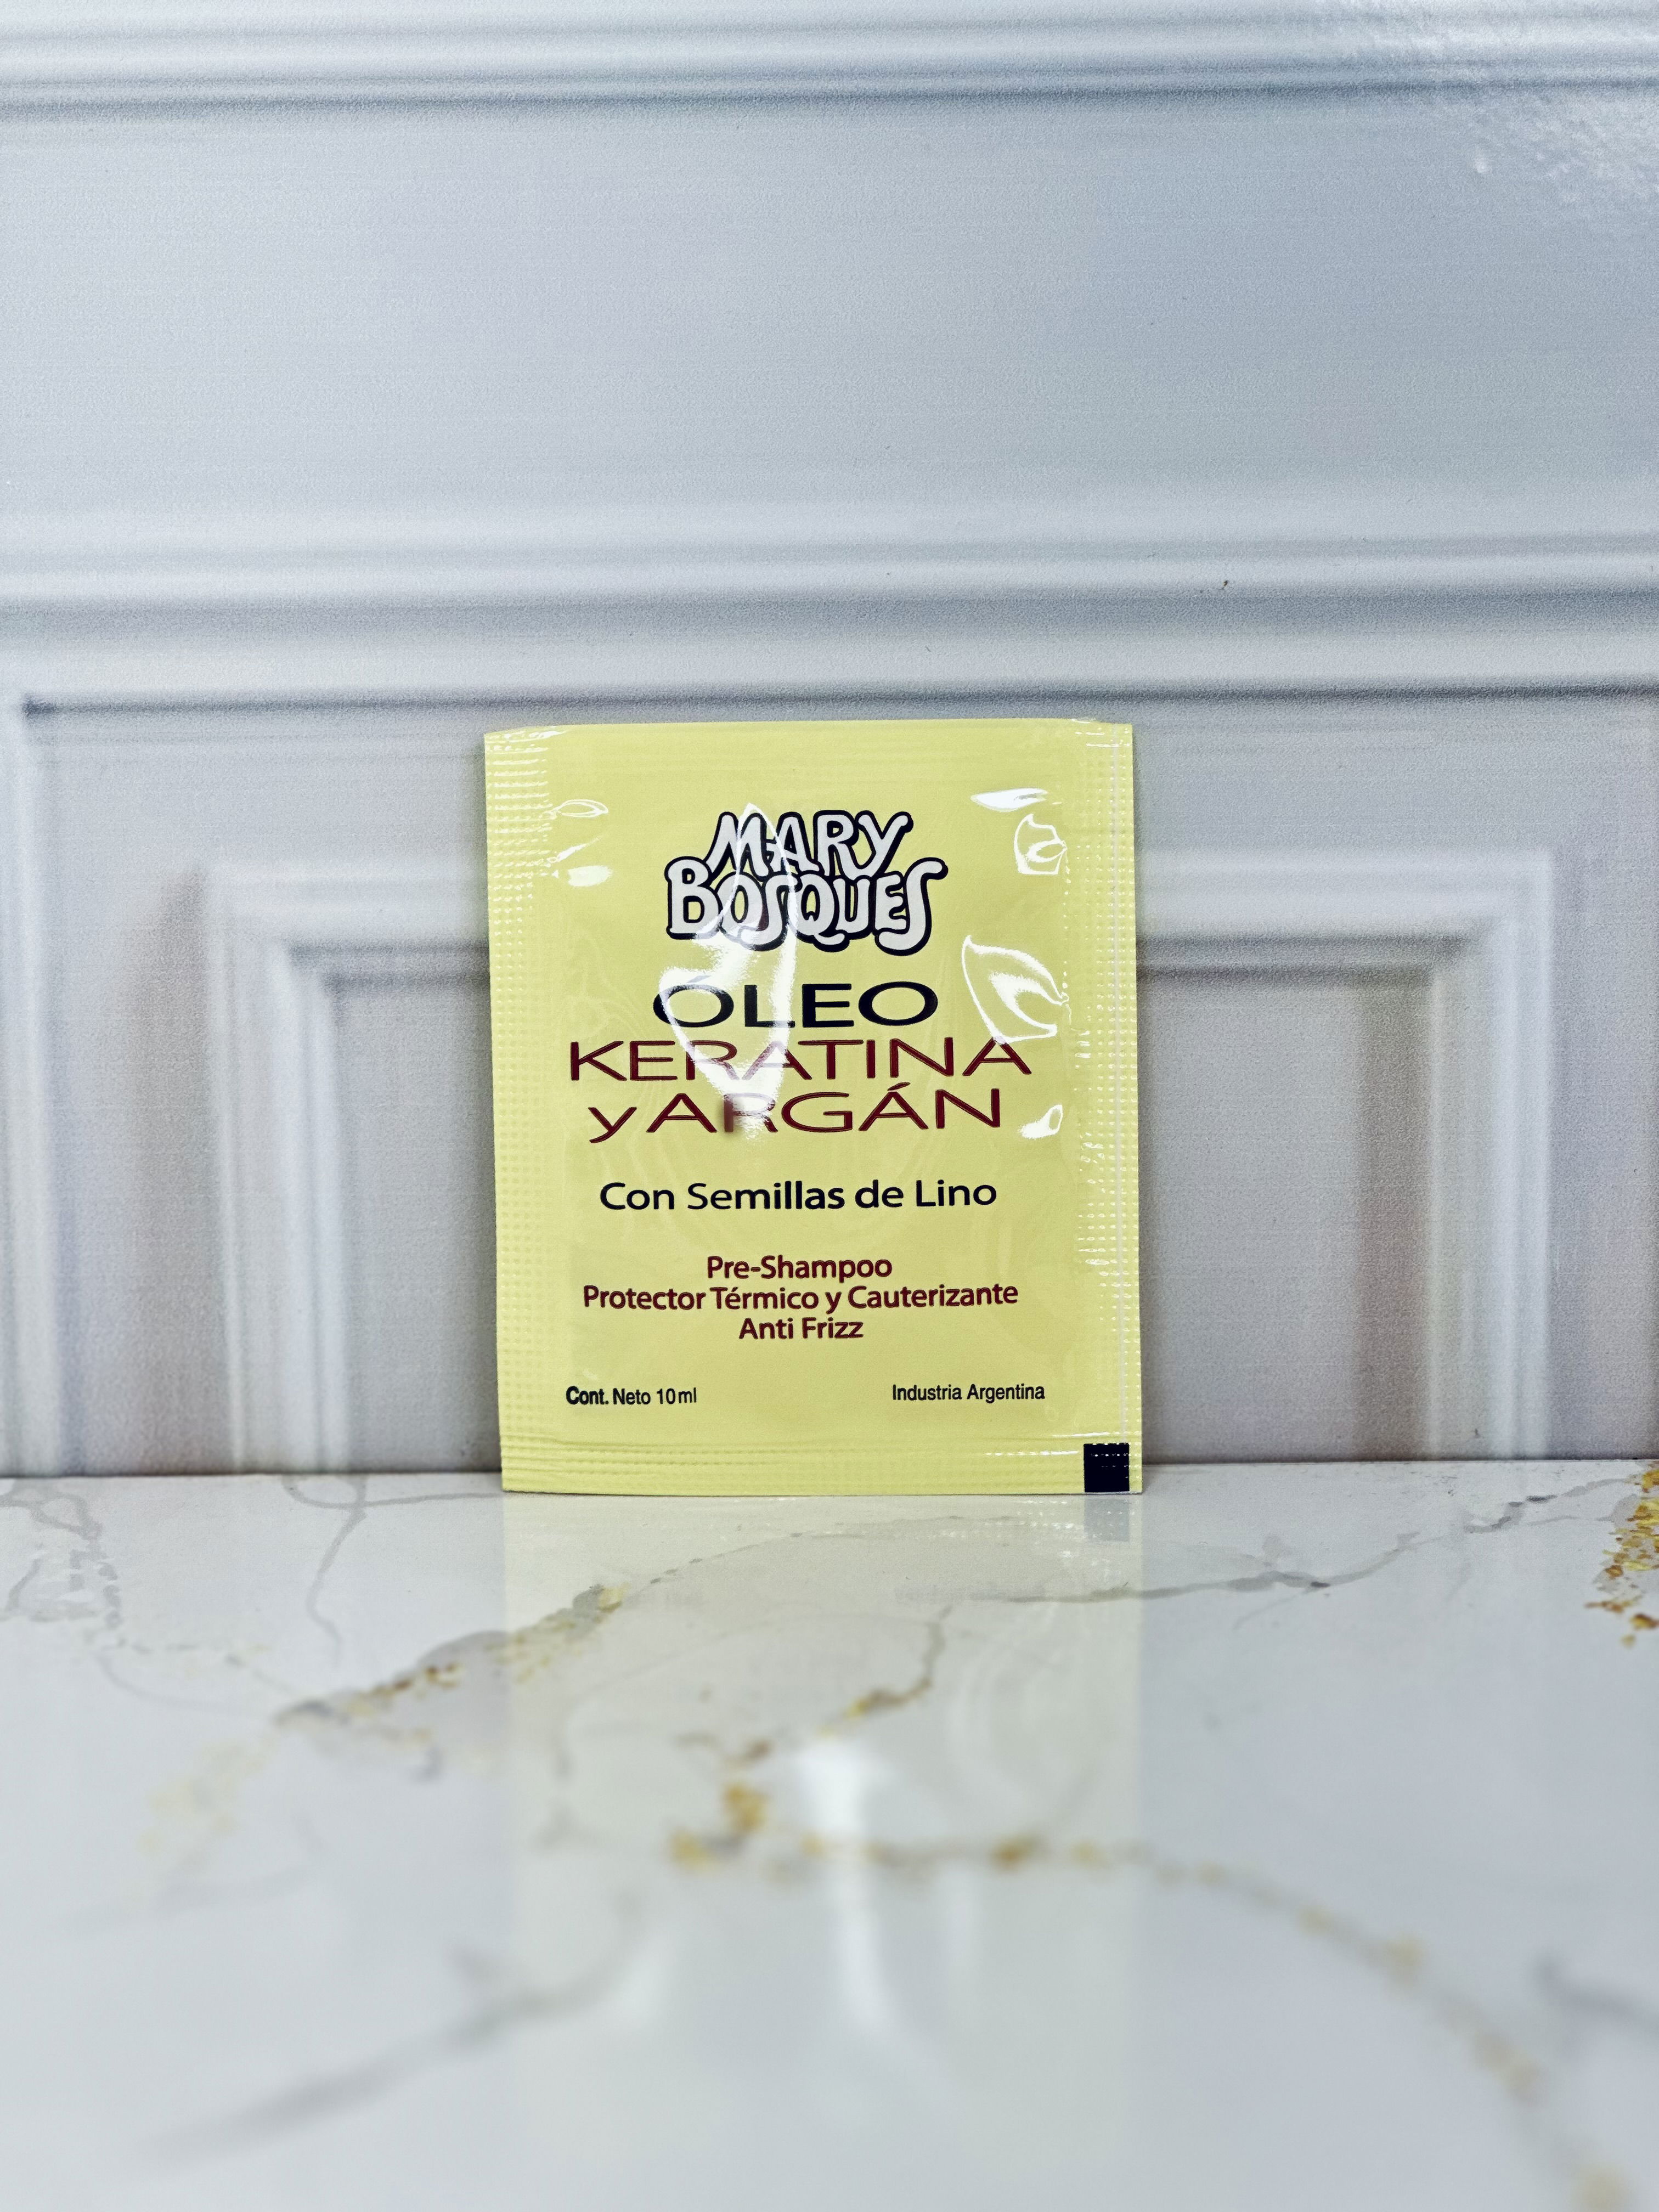 MARY
BOSQUES
ÓLEO
KERATINA
y ARGÁN
Con Semillas de Lino
Pre-Shampoo
Protector Térmico y Cauterizante
Anti Frizz
Cont. Neto 10 ml
Industria Argentina